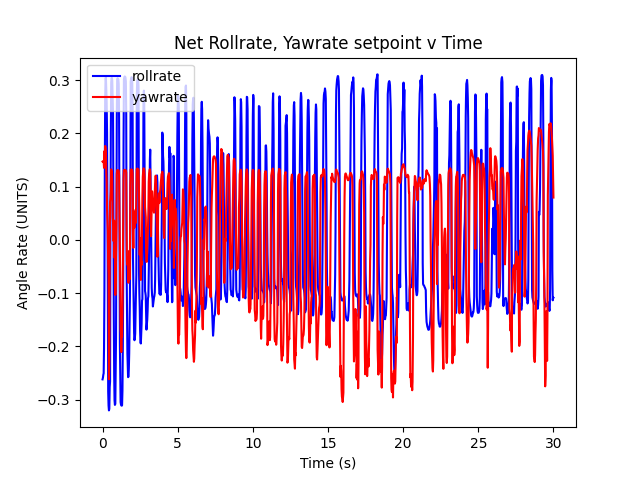 Net Rollrate, Yawrate setpoint v Time
rollrate
yawrate
0.3
0.2
0.1
0.0
−0.1
−0.2
−0.3
Angle Rate (UNITS)
0 5 10 15 20 25 30
Time (s)